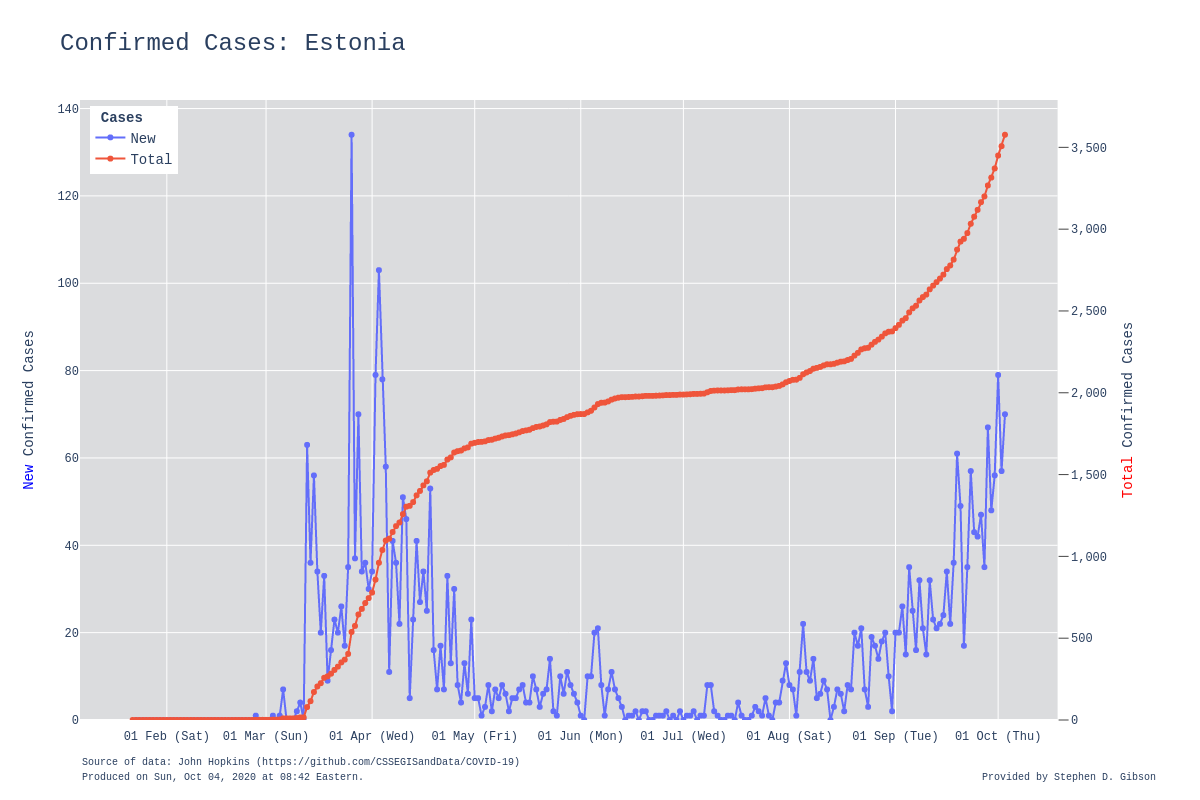 Confirmed Cases: Estonia
Cases
New
Total
140
120
100
80
60
40
20
0
3,500
3,000
2,500
2,000
1,500
1,000
500
0
New Confirmed Cases
Total Confirmed Cases
01 Feb (Sat) 01 Mar (Sun) 01 Apr (Wed) 01 May (Fri) 01 Jun (Mon) 01 Jul (Wed) 01 Aug (Sat) 01 Sep (Tue) 01 Oct (Thu)
Source of data: John Hopkins (https://github.com/CSSEGISandData/COVID-19)
Produced on Sun, Oct 04, 2020 at 08:42 Eastern.
Provided by Stephen D. Gibson